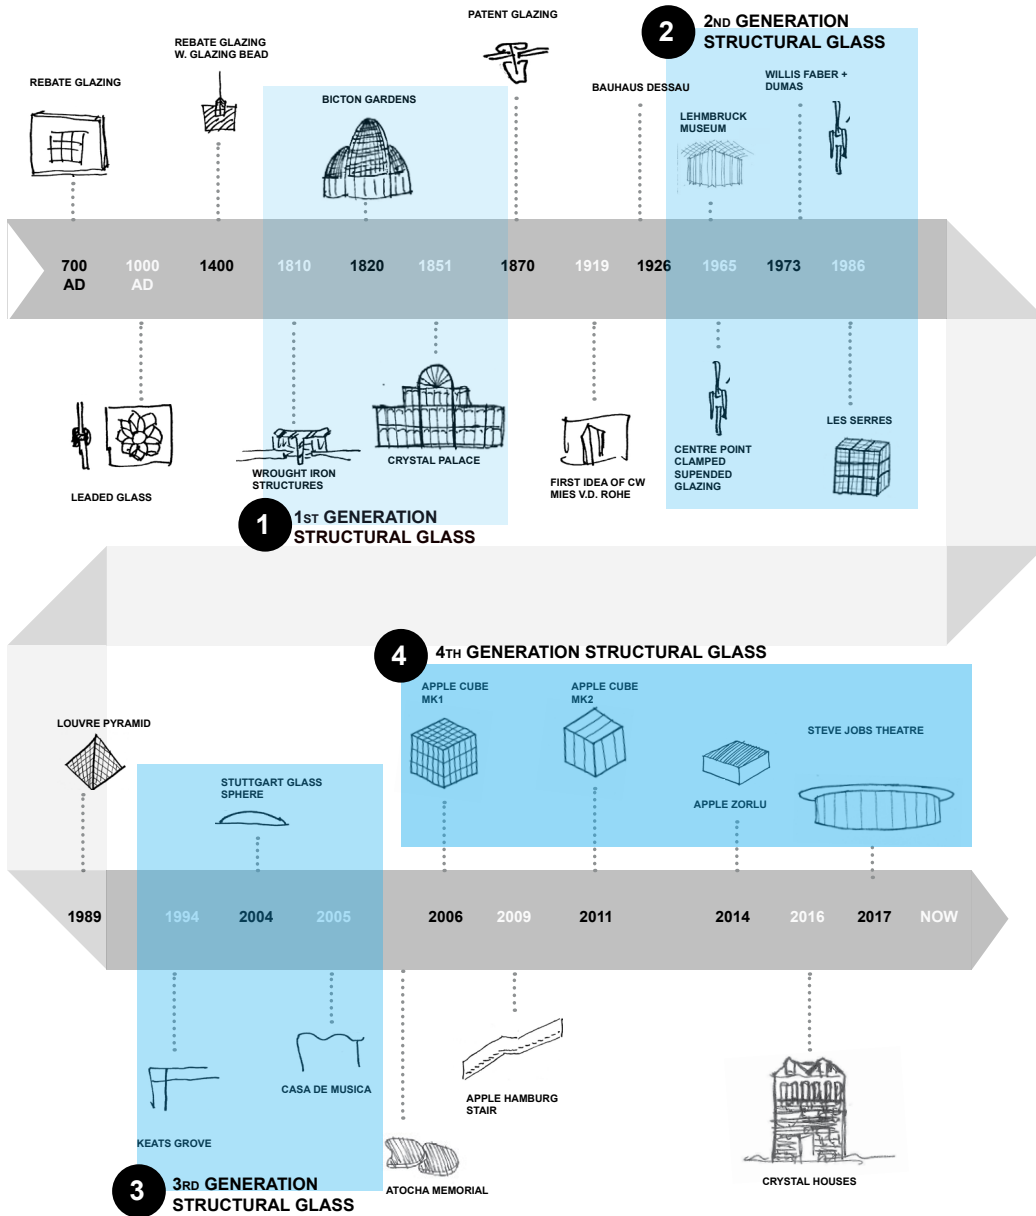 PATENT GLAZING
2
2ND GENERATION
STRUCTURAL GLASS
REBATE GLAZING
W. GLAZING BEAD
REBATE GLAZING
BICTON GARDENS
BAUHAUS DESSAU
WILLIS FABER +
DUMAS
LEHMBRUCK
MUSEUM
700
AD
1000
AD
1400
1810
1820
1851
1870
1919
1926
1965
1973
1986
LEADED GLASS
WROUGHT IRON
STRUCTURES
CRYSTAL PALACE
FIRST IDEA OF CW
MIES V.D. ROHE
CENTRE POINT
CLAMPED
SUPENDED
GLAZING
LES SERRES
1
1ST GENERATION
STRUCTURAL GLASS
4
4TH GENERATION STRUCTURAL GLASS
LOUVRE PYRAMID
STUTTGART GLASS
SPHERE
APPLE CUBE
MK1
APPLE CUBE
MK2
APPLE ZORLU
STEVE JOBS THEATRE
1989
1994
2004
2005
2006
2009
2011
2014
2016
2017
NOW
KEATS GROVE
CASA DE MUSICA
ATOCHA MEMORIAL
APPLE HAMBURG
STAIR
CRYSTAL HOUSES
3
3RD GENERATION
STRUCTURAL GLASS